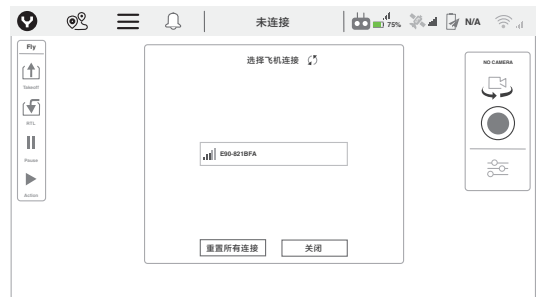 未连接
75%
N/A
Fly
Takeoff
RTL
Pause
Action
选择飞机连接
E90-821BFA
重置所有连接
关闭
NO CAMERA